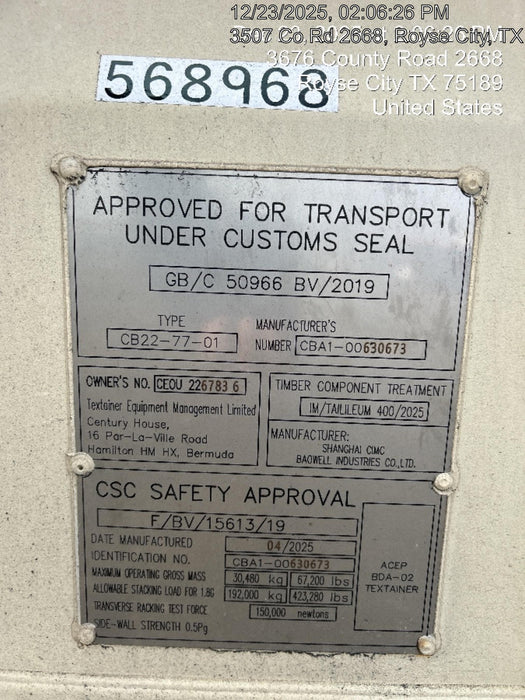 12/23/2025, 02:06:26 PM
3507 Co Rd 2668, Royse City, TX
3676 County Road 2668
Royse City TX 75189
United States
568968
APPROVED FOR TRANSPORT
UNDER CUSTOMS SEAL
GB/C 50966 BV/2019
TYPE
CB22-77-01
MANUFACTURER'S
NUMBER CBA1-00630673
OWNER'S NO. CEOU 226783 6
Textainer Equipment Management Limited
Century House,
16 Par-La-Ville Road
Hamilton HM HX, Bermuda
TIMBER COMPONENT TREATMENT
IM/TAILILEUM 400/2025
MANUFACTURER:
SHANGHAI CIMC
BAOWELL INDUSTRIES CO.,LTD.
CSC SAFETY APPROVAL
F/BV/15613/19
DATE MANUFACTURED 04/2025
IDENTIFICATION NO. CBA1-00630673
MAXIMUM OPERATING GROSS MASS 30,480 kg 67,200 lbs
ALLOWABLE STACKING LOAD FOR 1.8G 192,000 kg 423,280 lbs
TRANSVERSE RACKING TEST FORCE 150,000 newtons
SIDE-WALL STRENGTH 0.5Pg
ACEP
BDA-02
TEXTAINER